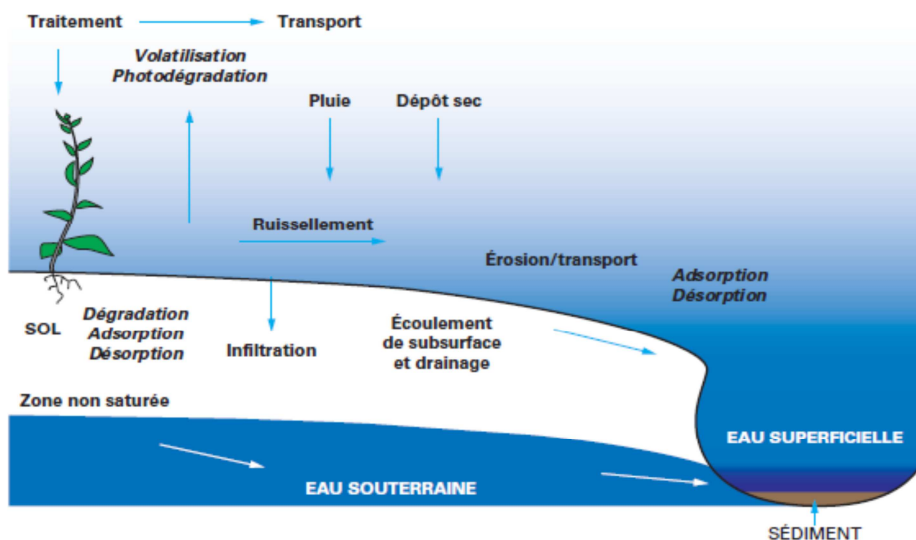 Traitement
Transport
Volatilisation
Photodégradation
Pluie
Dépôt sec
Ruissellement
Érosion/transport
Adsorption
Désorption
SOL
Dégradation
Adsorption
Désorption
Infiltration
Écoulement
de subsurface
et drainage
Zone non saturée
EAU SUPERFICIELLE
EAU SOUTERRAINE
SÉDIMENT